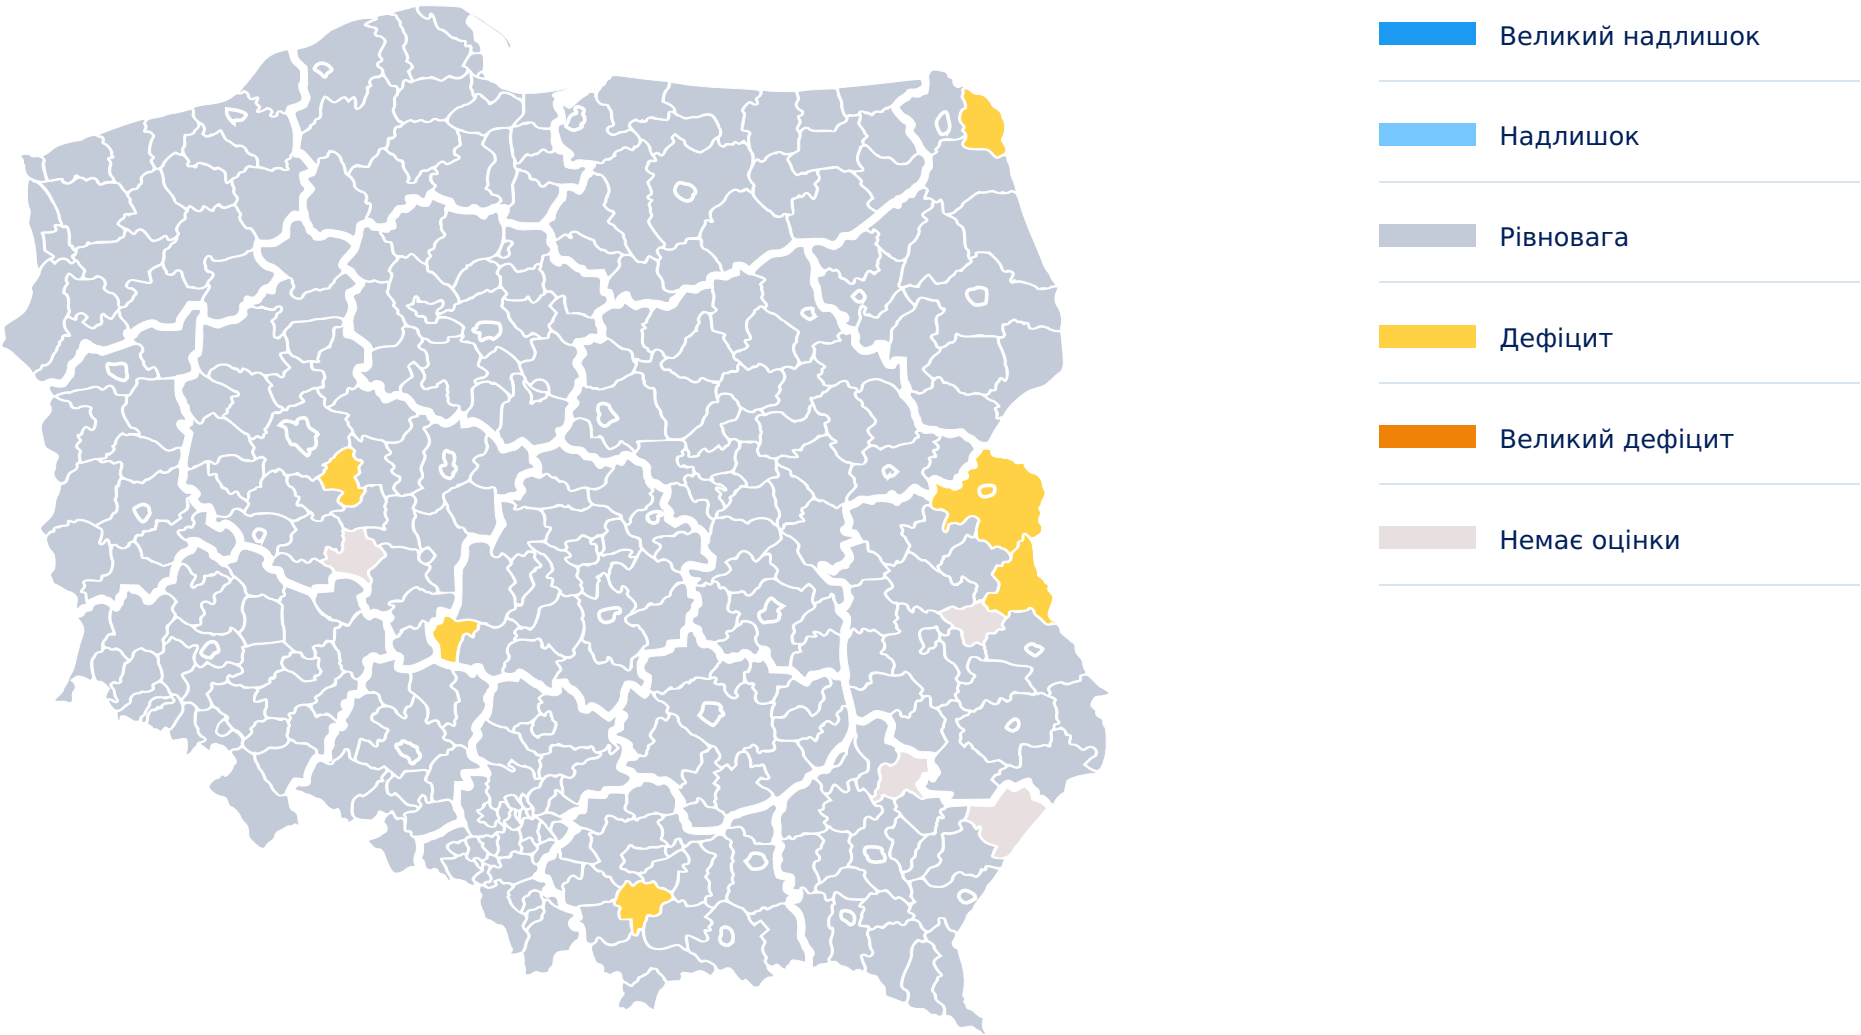 Великий надлишок
Надлишок
Рівновага
Дефіцит
Великий дефіцит
Немає оцінки